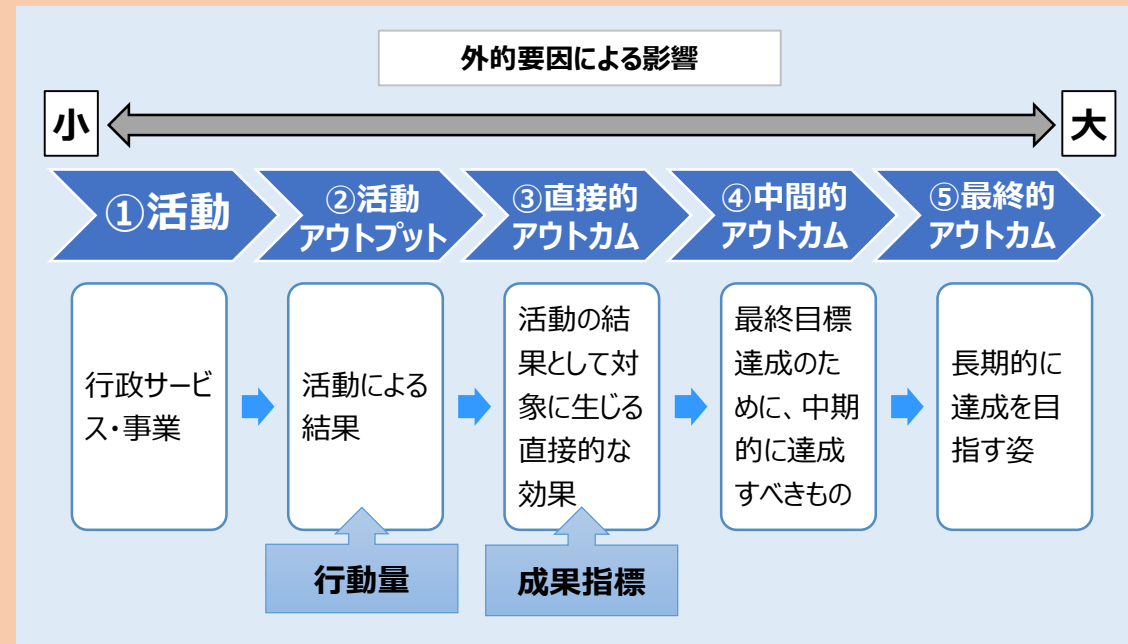 外的要因による影響
小
大
①活動
②活動
アウトプット
③直接的
アウトカム
④中間的
アウトカム
⑤最終的
アウトカム
行政サービ
ス・事業
活動による
結果
活動の結
果として対
象に生じる
直接的な
効果
最終目標
達成のた
めに、中期
的に達成
すべきもの
長期的に
達成を目
指す姿
行動量
成果指標